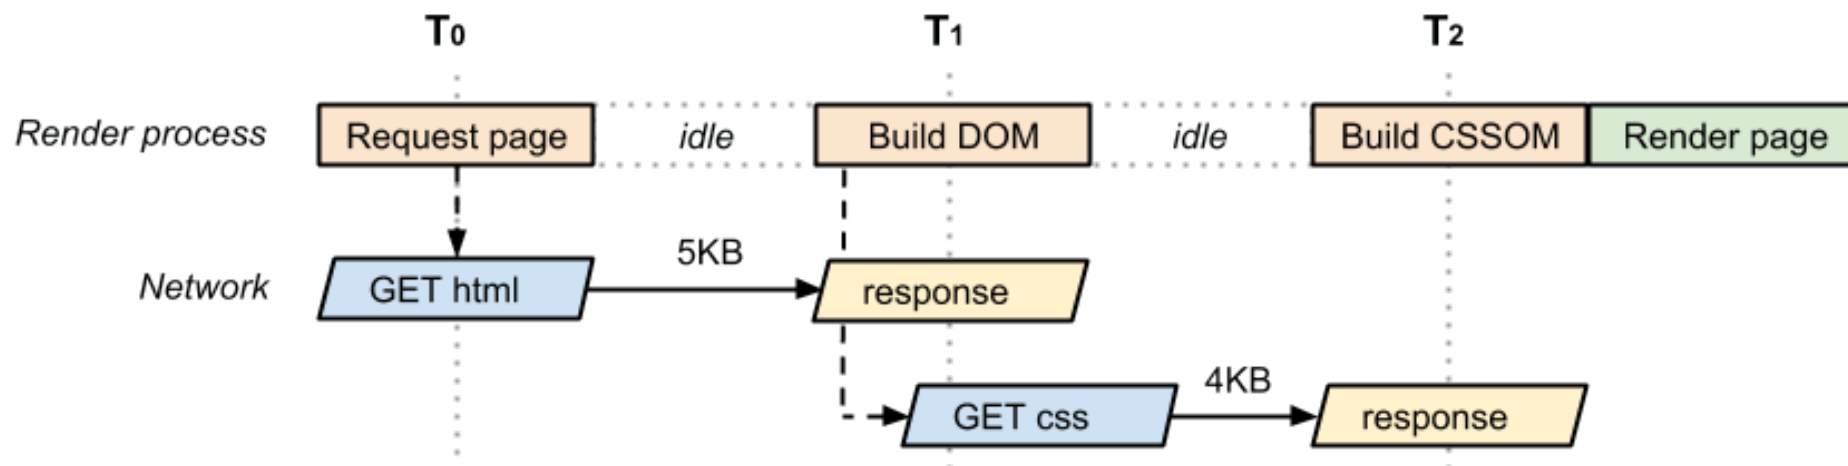 T0 T1 T2
Render process Request page idle Build DOM idle Build CSSOM Render page
5KB
Network GET html response
4KB
GET css response